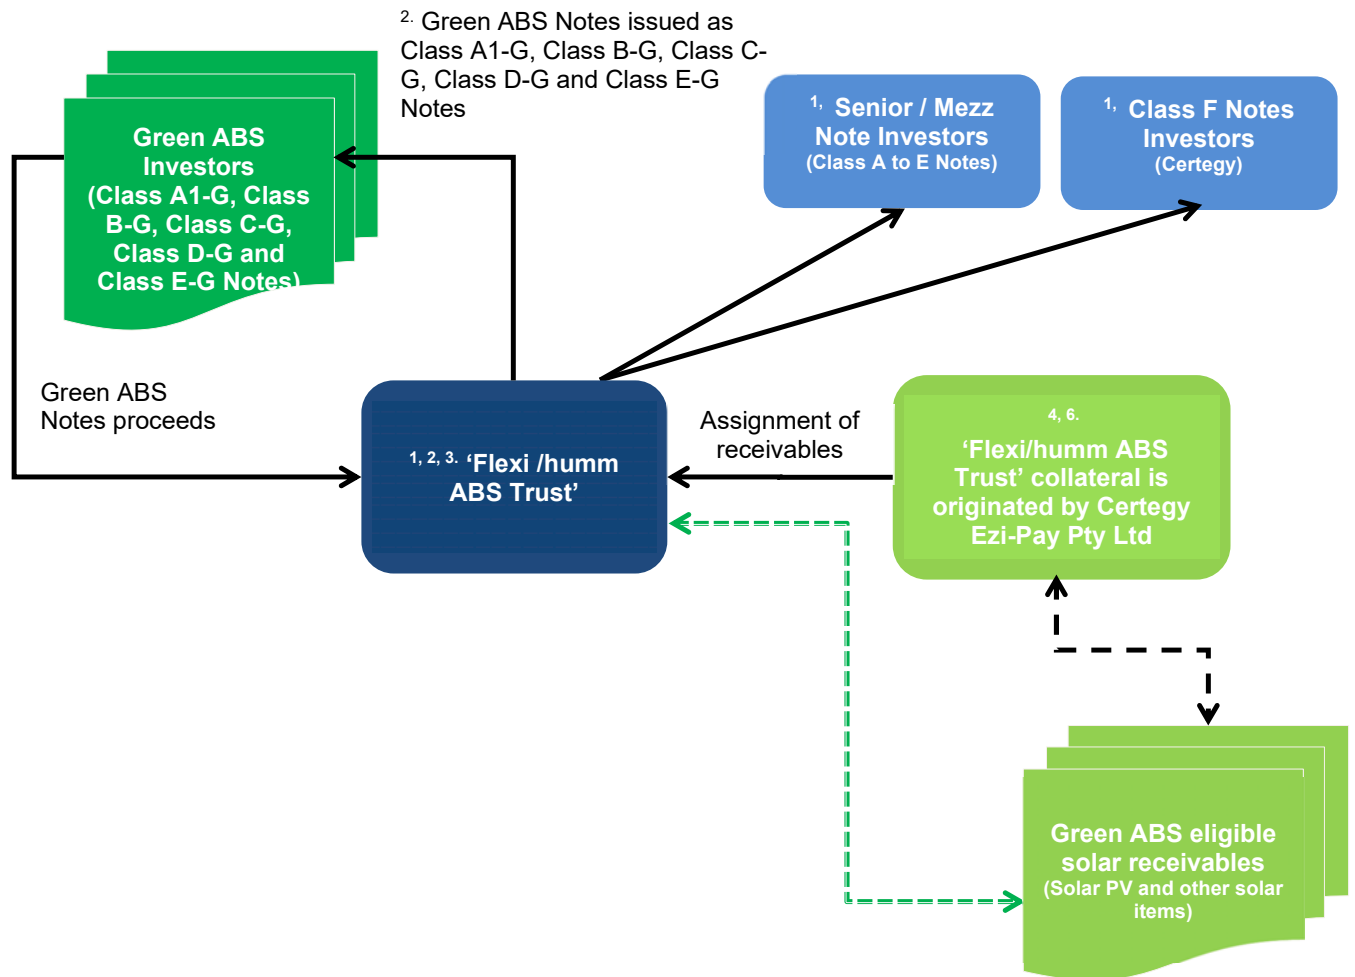 2. Green ABS Notes issued as
Class A1-G, Class B-G, Class C-
G, Class D-G and Class E-G
Notes
Green ABS
Investors
(Class A1-G, Class
B-G, Class C-G,
Class D-G and
Class E-G Notes)
1, Senior / Mezz
Note Investors
(Class A to E Notes)
1, Class F Notes
Investors
(Certegy)
Green ABS
Notes proceeds
1, 2, 3. ‘Flexi /humm
ABS Trust’
Assignment of
receivables
4, 6.
‘Flexi/humm ABS
Trust’ collateral is
originated by Certegy
Ezi-Pay Pty Ltd
Green ABS eligible
solar receivables
(Solar PV and other solar
items)